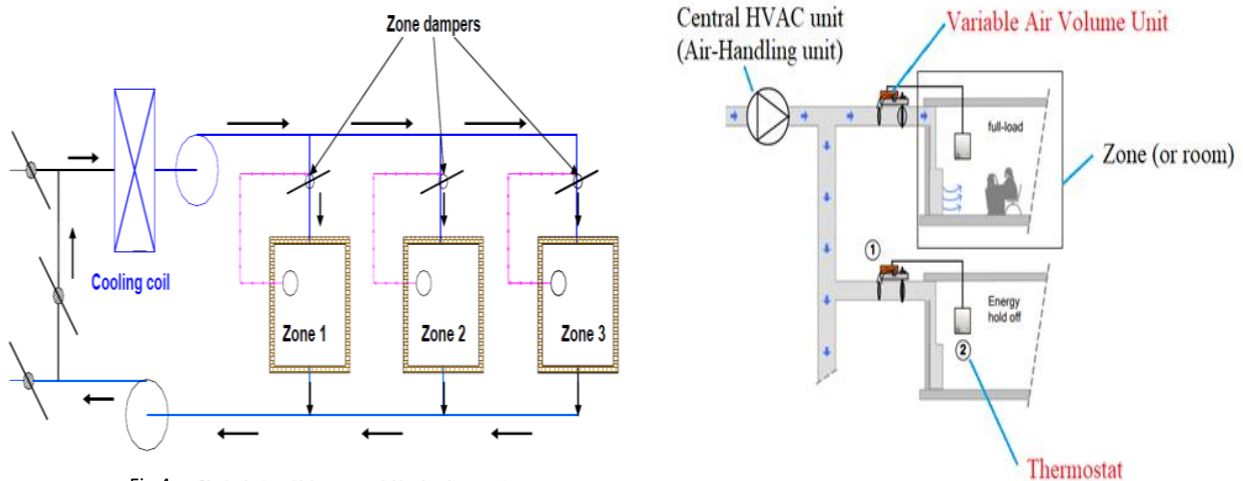 Zone dampers
Cooling coil
Zone 1
Zone 2
Zone 3
Central HVAC unit
(Air-Handling unit)
Variable Air Volume Unit
full-load
Zone (or room)
1
Energy
hold off
2
Thermostat